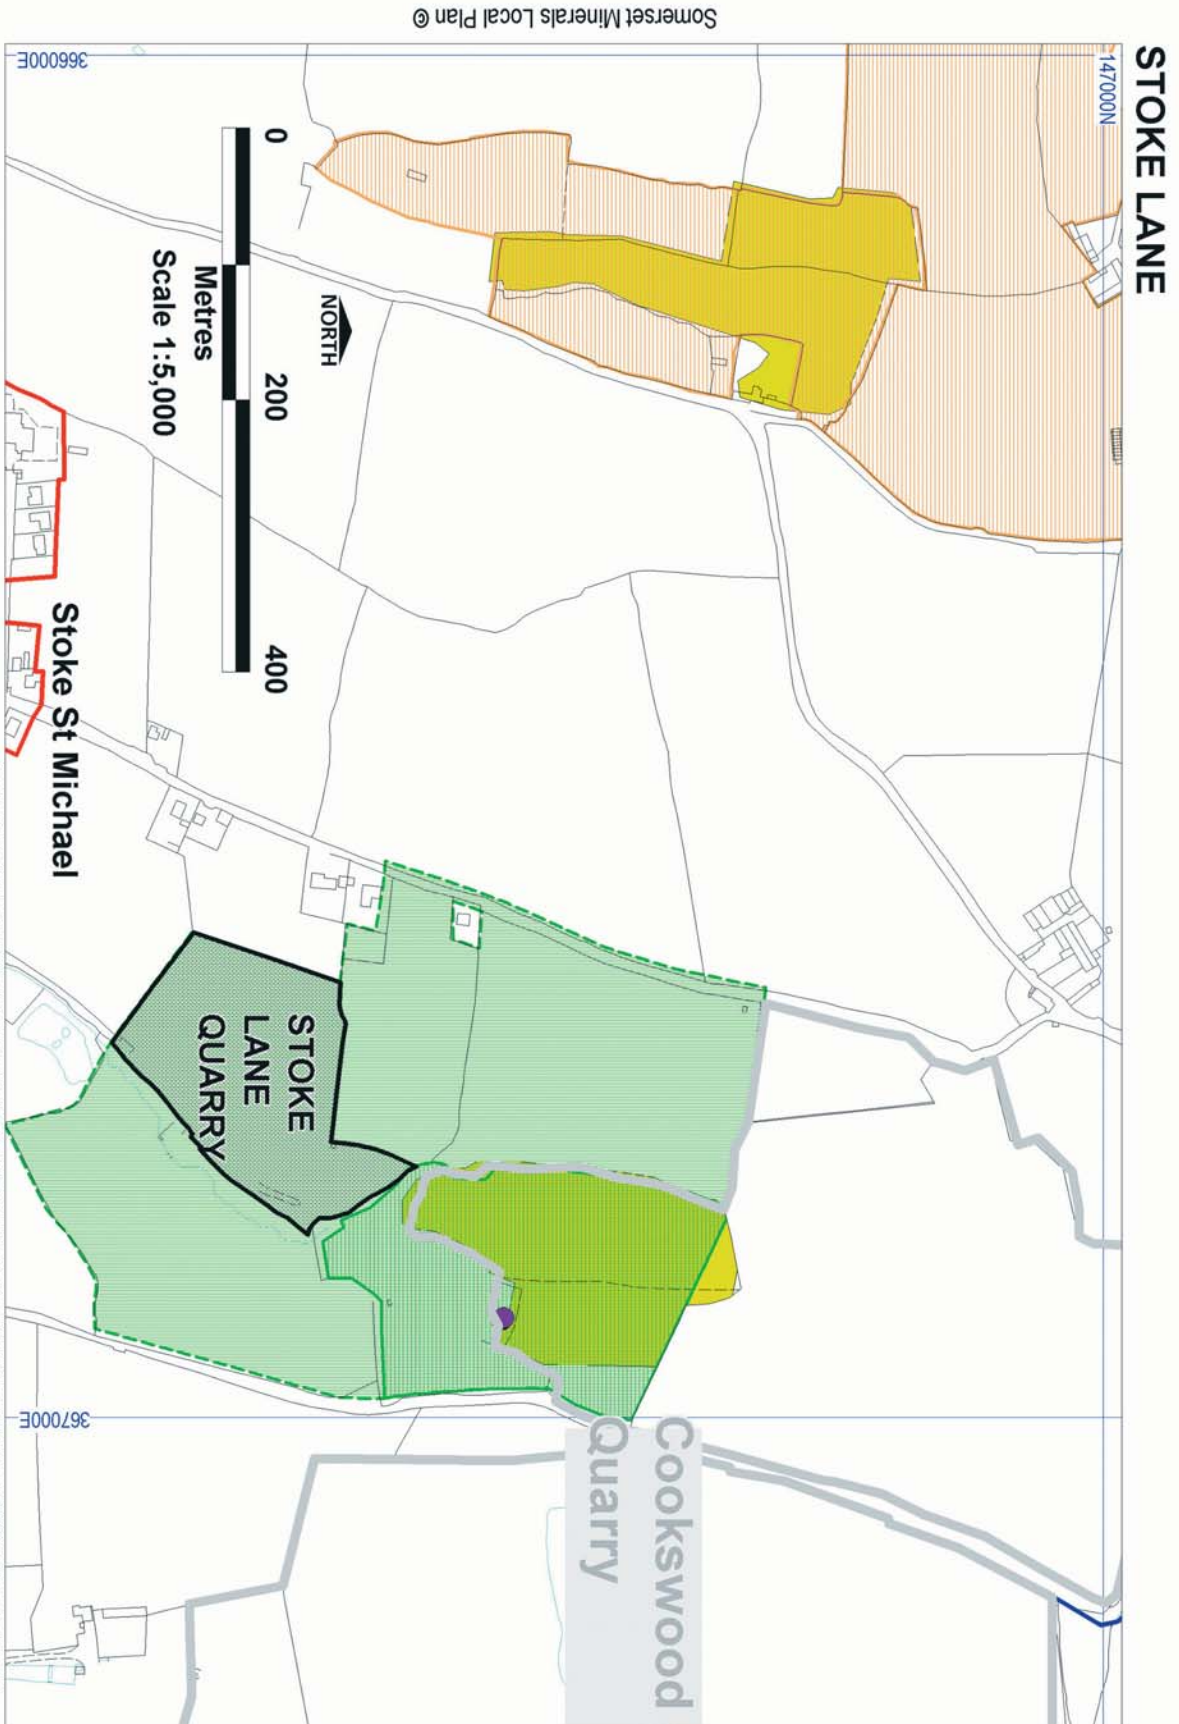 STOKE LANE
366000E
147000N
0
200
400
Metres
Scale 1:5,000
NORTH
Stoke St Michael
STOKE
LANE
QUARRY
367000E
Cookswood
Quarry
Somerset Minerals Local Plan ©